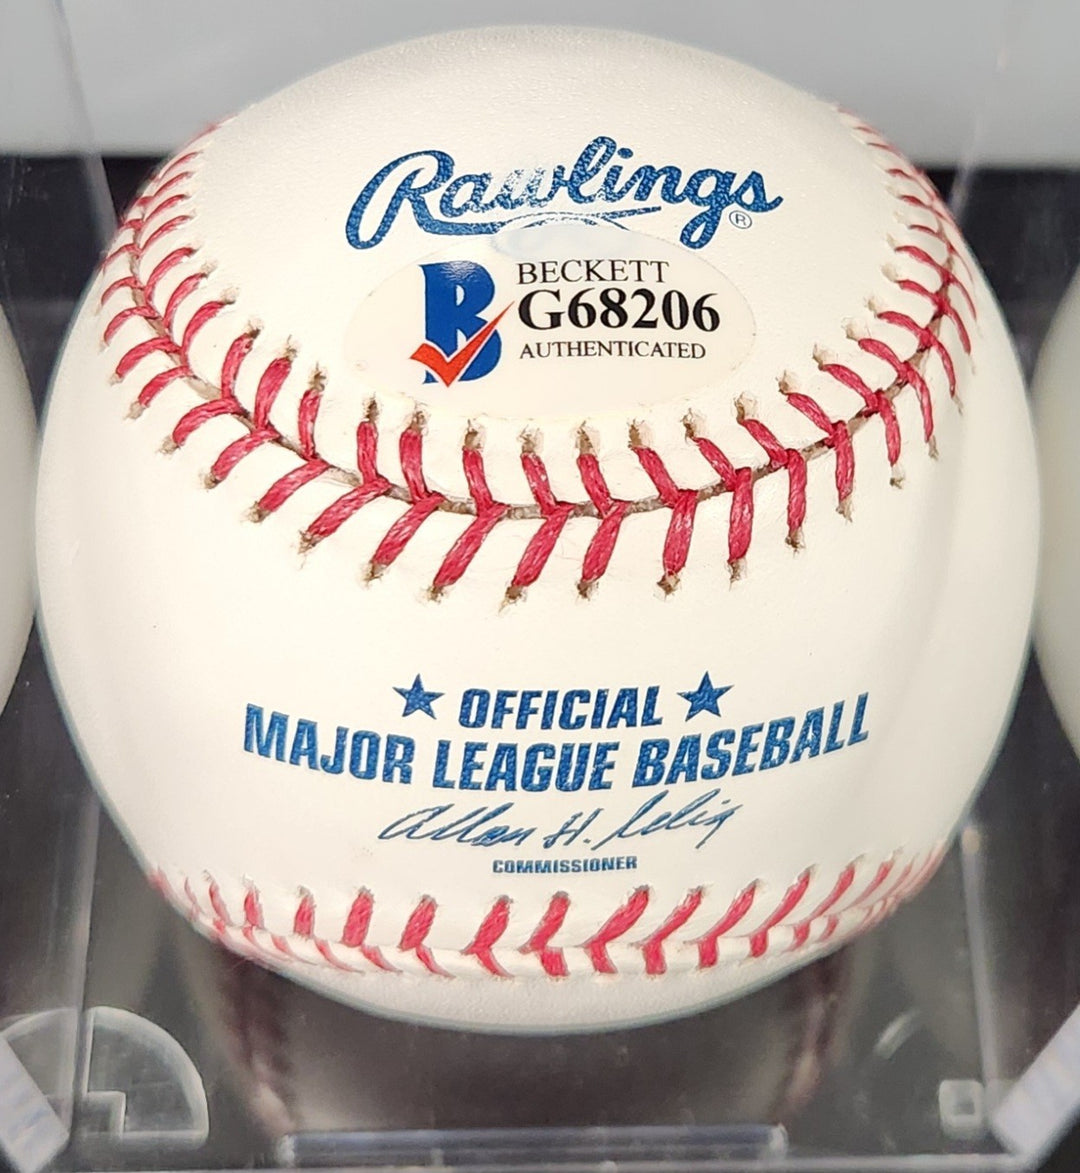 Rawlings®
BECKETT
G68206
AUTHENTICATED
★ OFFICIAL ★
MAJOR LEAGUE BASEBALL
Allan H. Selig
COMMISSIONER